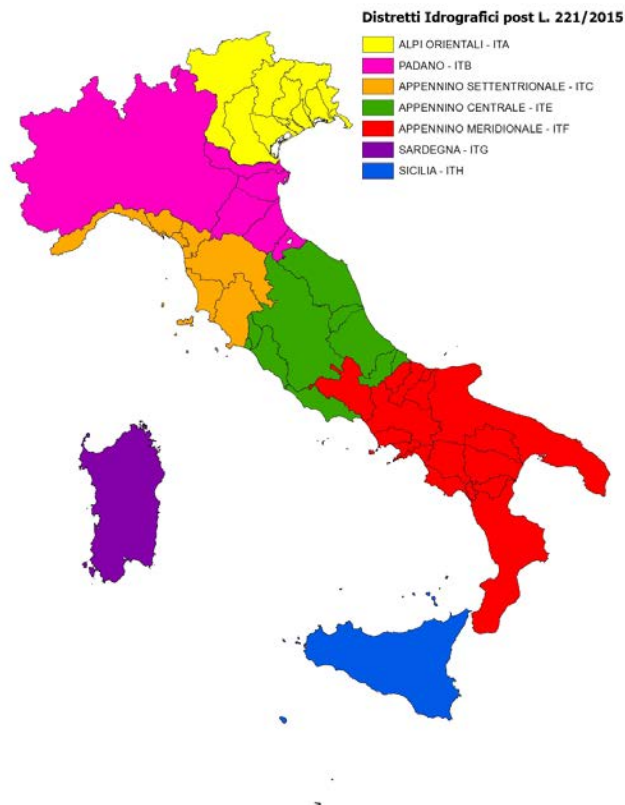 Distretti Idrografici post L. 221/2015
ALPI ORIENTALI - ITA
PADANO - ITB
APPENNINO SETTENTRIONALE - ITC
APPENNINO CENTRALE - ITE
APPENNINO MERIDIONALE - ITF
SARDEGNA - ITG
SICILIA - ITH